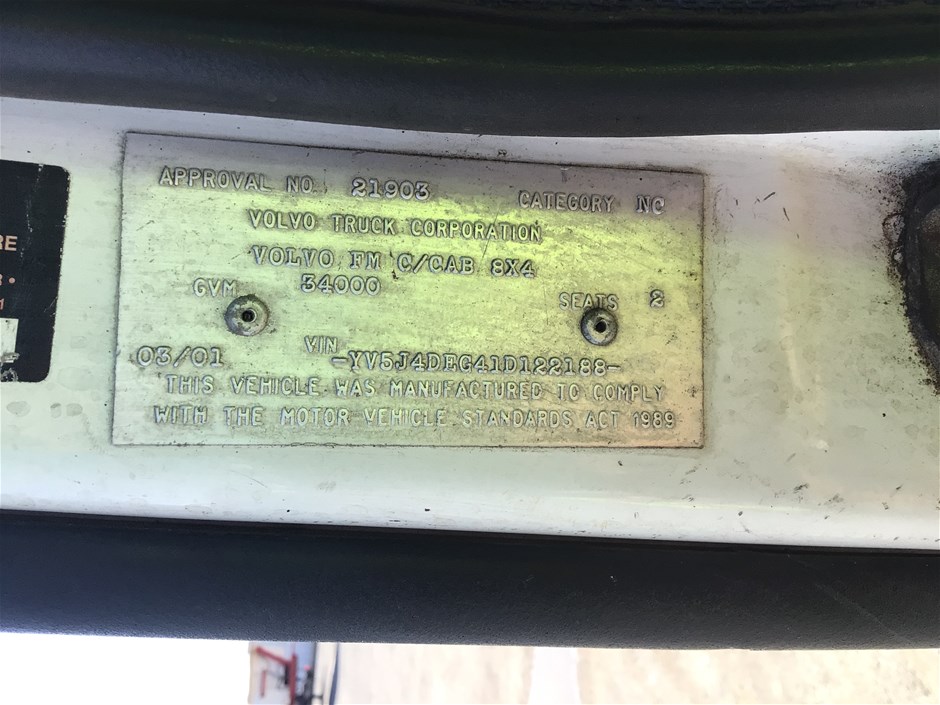 APPROVAL NO. 21903 CATEGORY NC
VOLVO TRUCK CORPORATION
VOLVO FM C/CAB 8X4
GVM 34000 SEATS 2
03/01 VIN -YV5J4DEG41D122188-
THIS VEHICLE WAS MANUFACTURED TO COMPLY
WITH THE MOTOR VEHICLE STANDARDS ACT 1989